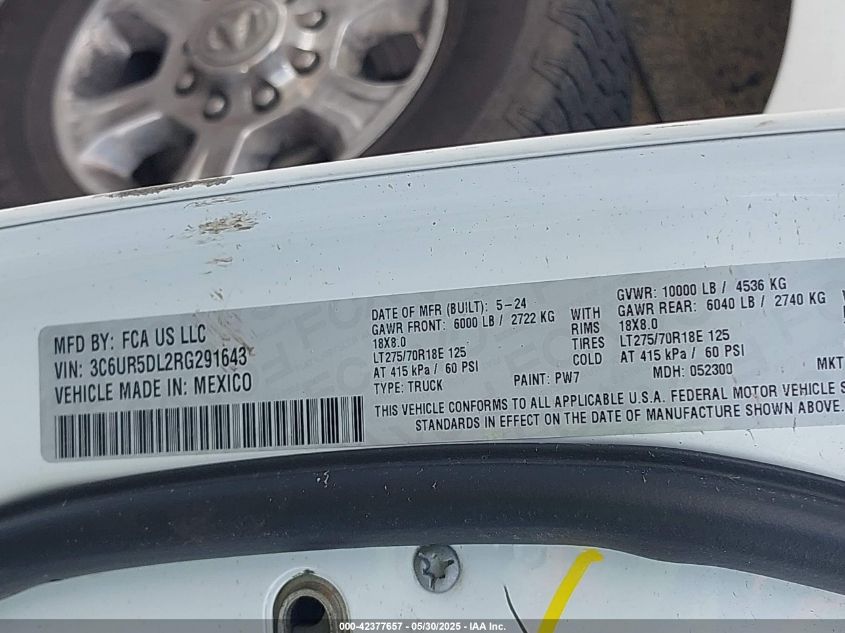 MFD BY: FCA US LLC
VIN: 3C6UR5DL2RG291643
VEHICLE MADE IN: MEXICO
DATE OF MFR (BUILT): 5-24
GAWR FRONT: 6000 LB / 2722 KG
18X8.0
LT275/70R18E 125
AT 415 kPa / 60 PSI
TYPE: TRUCK
PAINT: PW7
WITH
RIMS
TIRES
COLD
GVWR: 10000 LB / 4536 KG
GAWR REAR: 6040 LB / 2740 KG
18X8.0
LT275/70R18E 125
AT 415 kPa / 60 PSI
MDH: 052300
MKT
THIS VEHICLE CONFORMS TO ALL APPLICABLE U.S.A. FEDERAL MOTOR VEHICLE
STANDARDS IN EFFECT ON THE DATE OF MANUFACTURE SHOWN ABOVE.
000-42377657 - 05/30/2025 - IAA Inc.